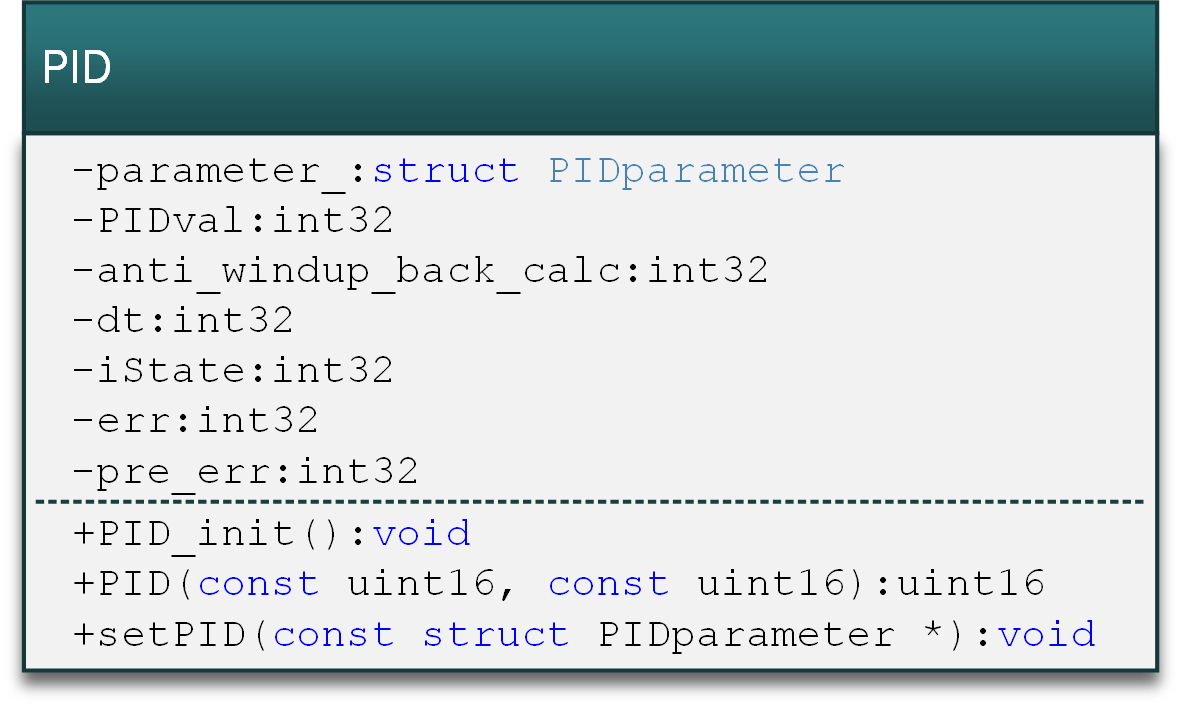 PID
-parameter_:struct PIDparameter
-PIDval:int32
-anti_windup_back_calc:int32
-dt:int32
-iState:int32
-err:int32
-pre_err:int32
+PID_init():void
+PID(const uint16, const uint16):uint16
+setPID(const struct PIDparameter *):void